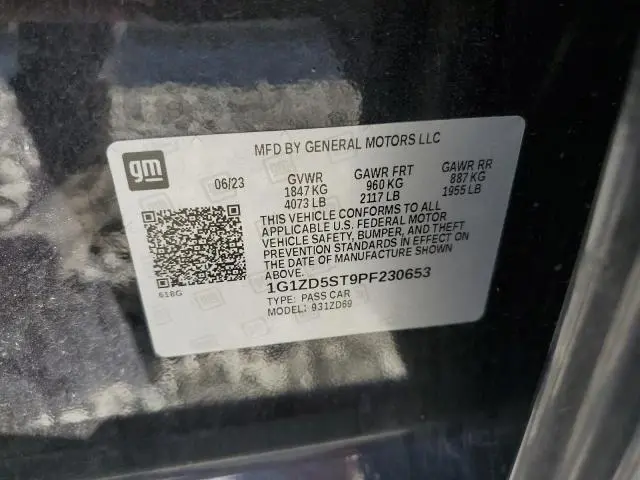 MFD BY GENERAL MOTORS LLC
gm
06/23
GVWR
1847 KG
4073 LB
GAWR FRT
960 KG
2117 LB
GAWR RR
887 KG
1955 LB
THIS VEHICLE CONFORMS TO ALL
APPLICABLE U.S. FEDERAL MOTOR
VEHICLE SAFETY, BUMPER, AND THEFT
PREVENTION STANDARDS IN EFFECT ON
THE DATE OF MANUFACTURE SHOWN
ABOVE.
618G
1G1ZD5ST9PF230653
TYPE: PASS CAR
MODEL: 931ZD69